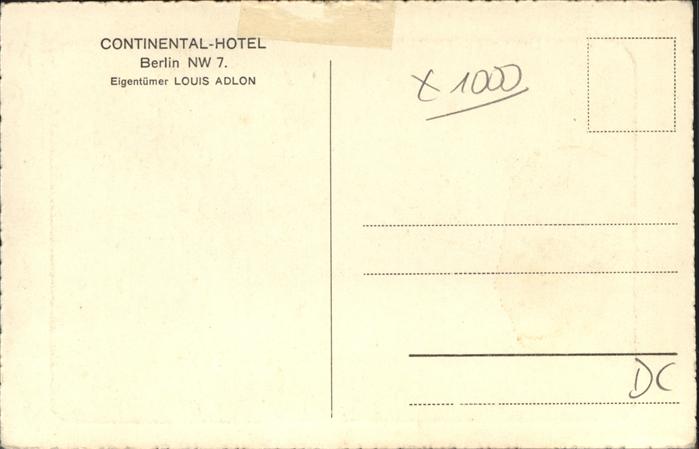 CONTINENTAL-HOTEL
Berlin NW 7.
Eigentümer LOUIS ADLON
x 1000
DC